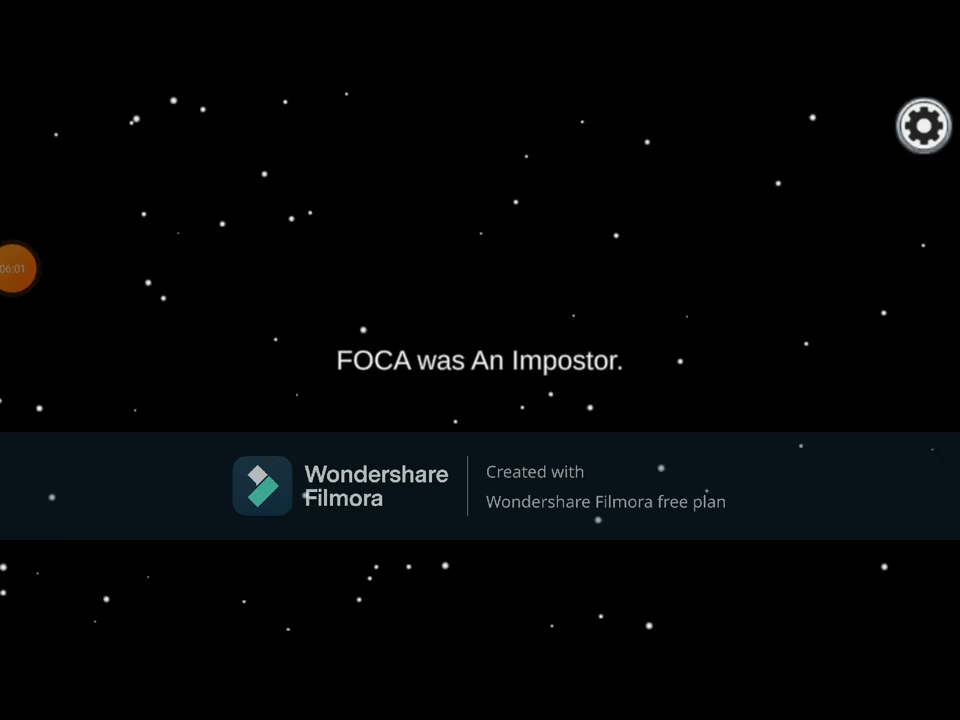 06:01
FOCA was An Impostor.
Wondershare
Filmora
Created with
Wondershare Filmora free plan